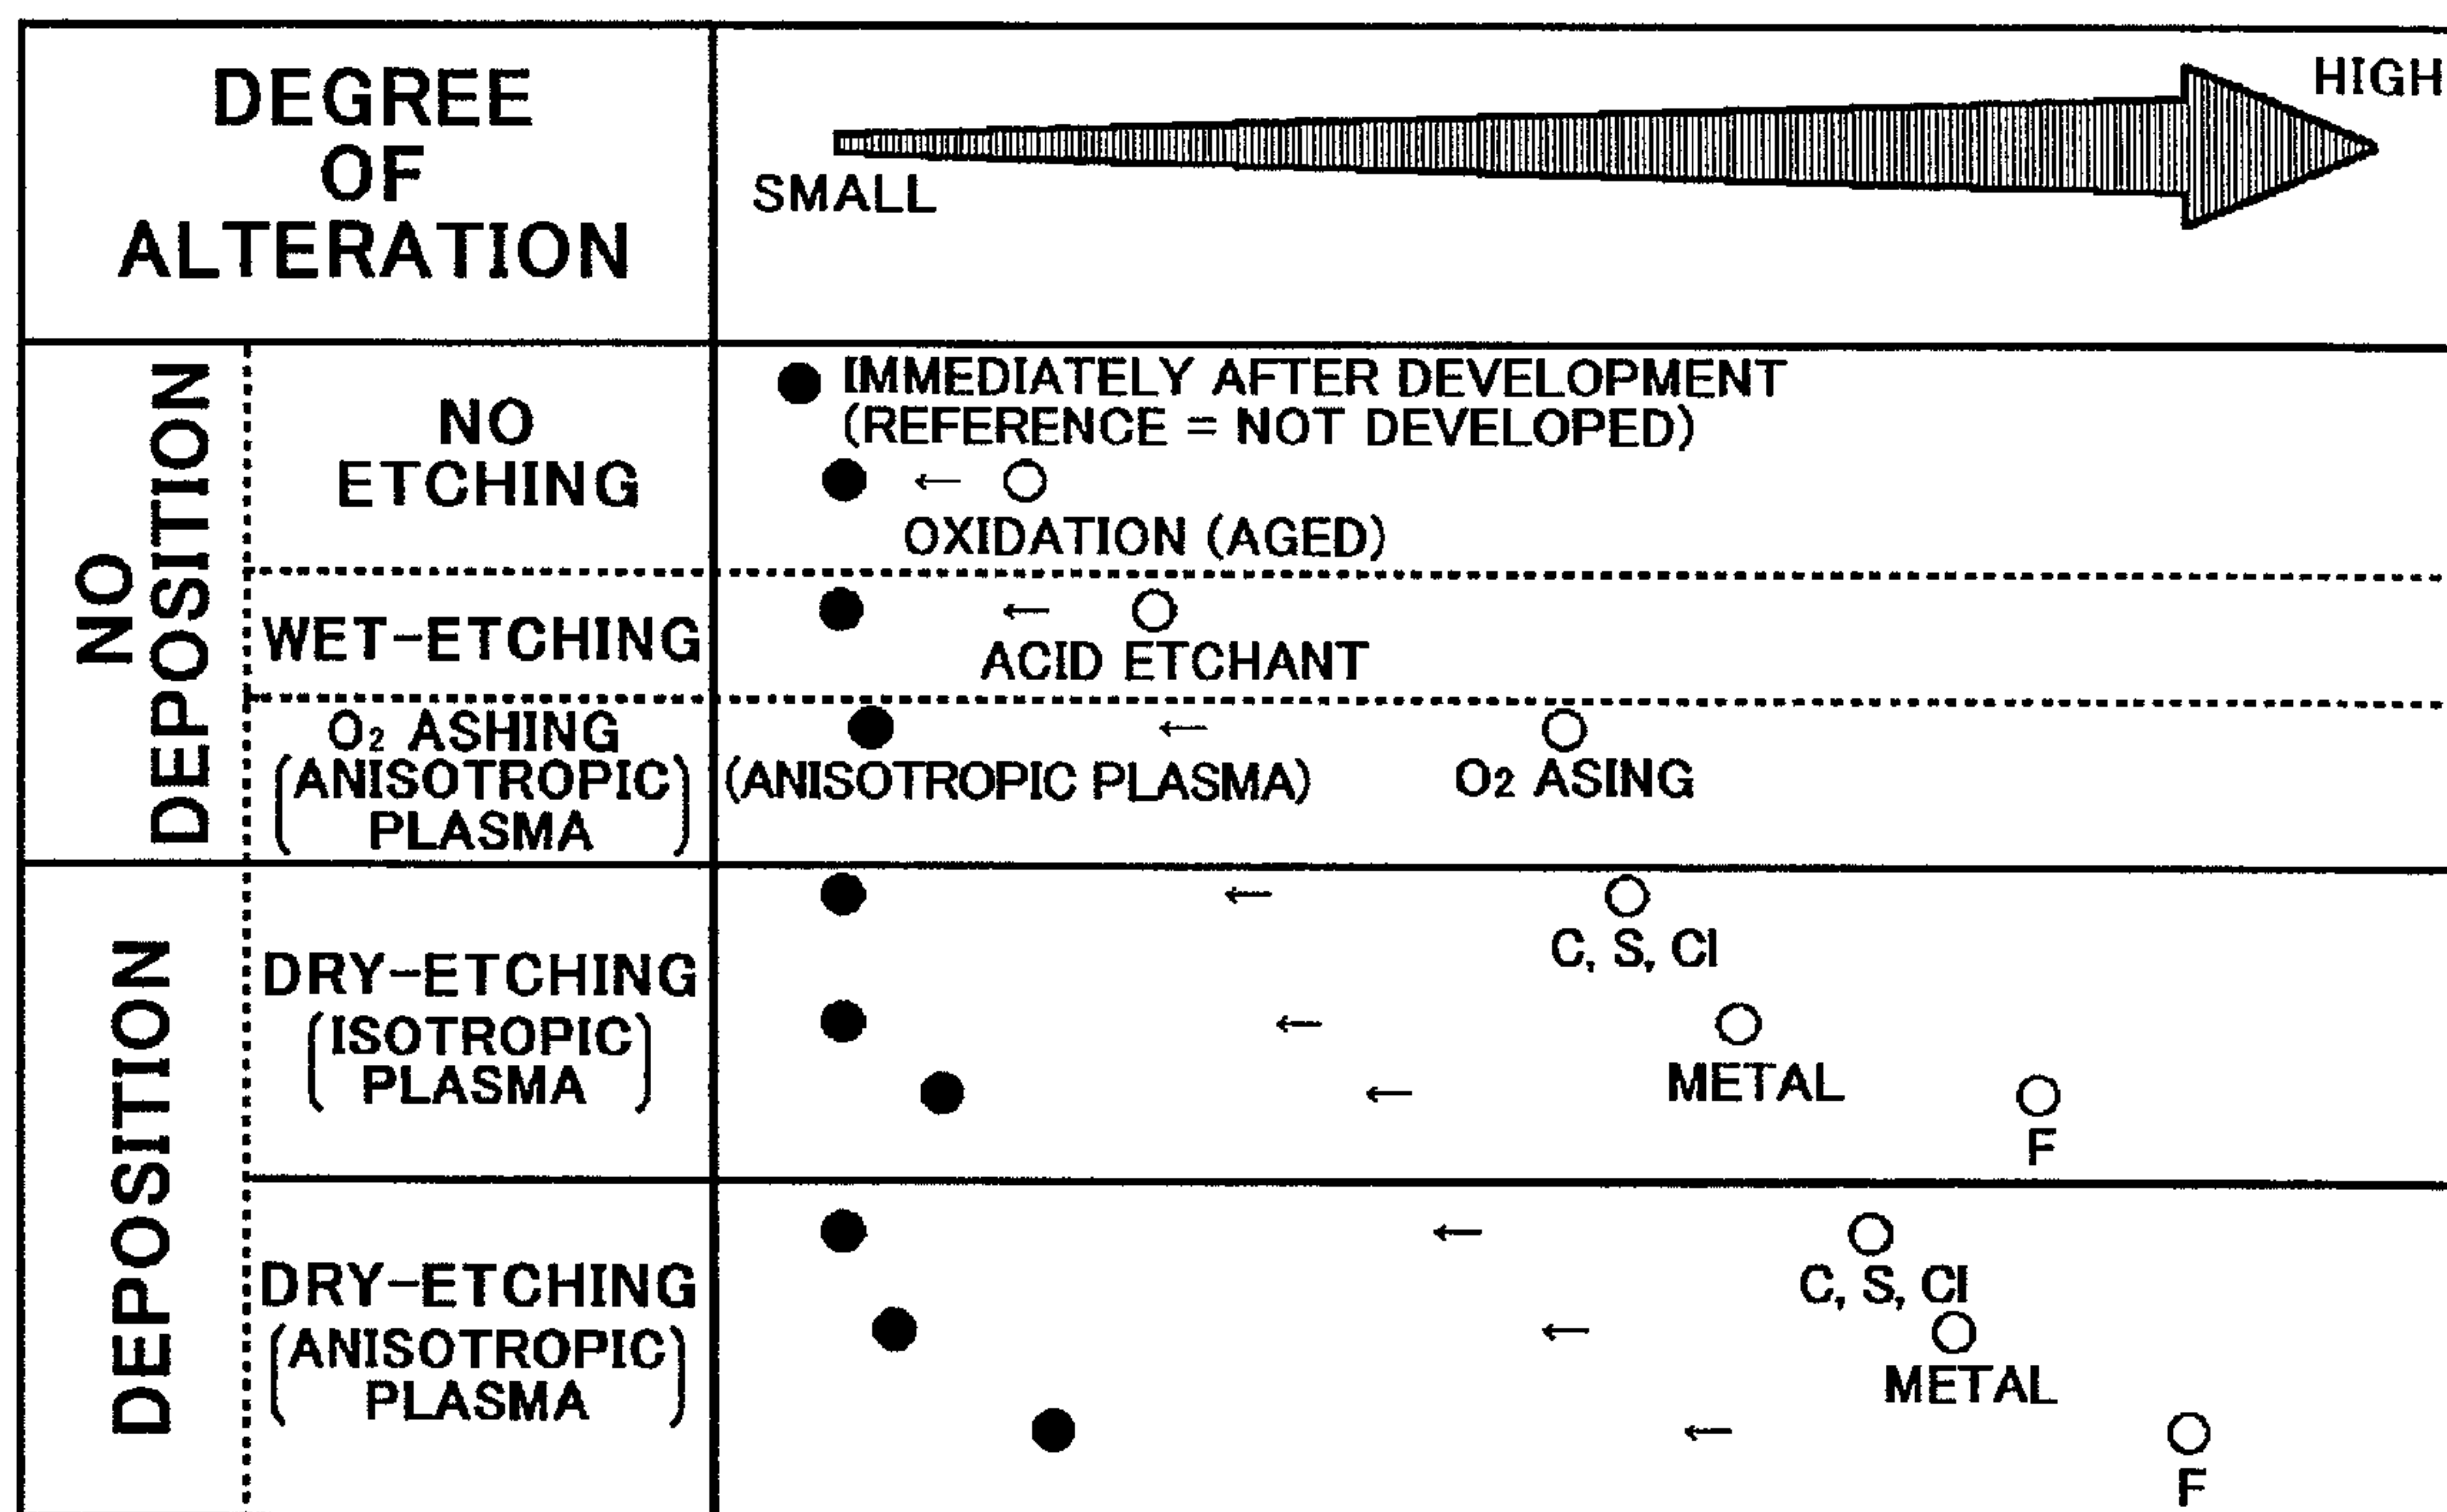 DEGREE
OF
ALTERATION
HIGH
SMALL
NO
DEPOSITION
NO
ETCHING
IMMEDIATELY AFTER DEVELOPMENT
(REFERENCE = NOT DEVELOPED)
←
OXIDATION (AGED)
WET-ETCHING
←
ACID ETCHANT
O₂ ASHING
(ANISOTROPIC
PLASMA)
←
(ANISOTROPIC PLASMA)
O₂ ASING
DEPOSITION
DRY-ETCHING
(ISOTROPIC
PLASMA)
←
C, S, Cl
←
METAL
←
F
DRY-ETCHING
(ANISOTROPIC
PLASMA)
←
C, S, Cl
←
METAL
←
F